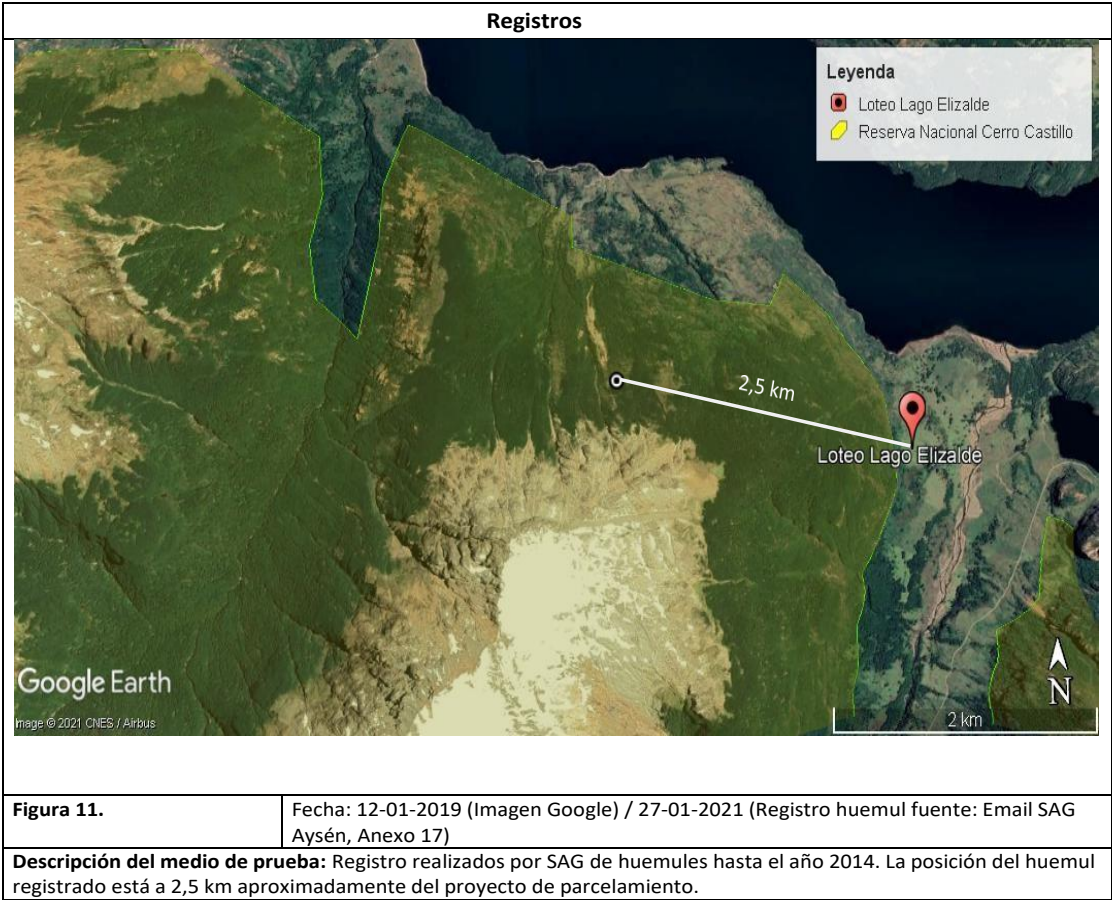 Registros
Leyenda
Loteo Lago Elizalde
Reserva Nacional Cerro Castillo
2,5 km
Loteo Lago Elizalde
Google Earth
Image © 2021 CNES / Airbus
N
2 km
Figura 11.
Fecha: 12-01-2019 (Imagen Google) / 27-01-2021 (Registro huemul fuente: Email SAG
Aysén, Anexo 17)
Descripción del medio de prueba: Registro realizados por SAG de huemules hasta el año 2014. La posición del huemul
registrado está a 2,5 km aproximadamente del proyecto de parcelamiento.